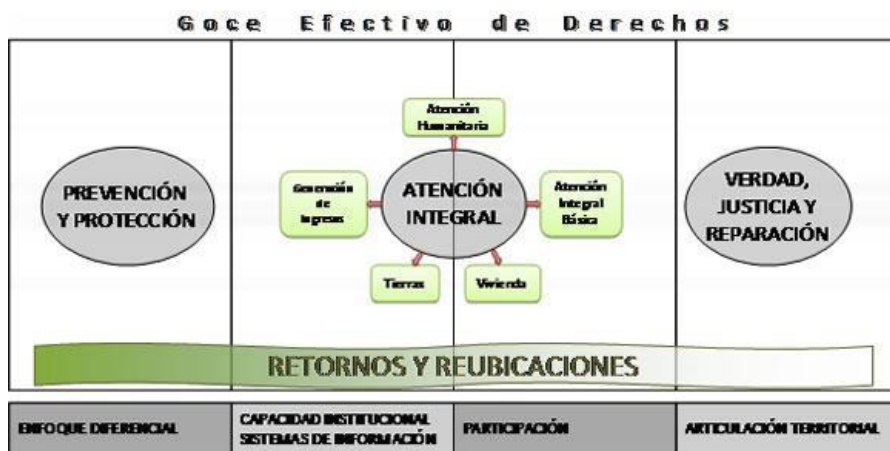 Goce Efectivo de Derechos
PREVENCIÓN
Y PROTECCIÓN
Atención
Humanitaria
Generación
de
Ingresos
ATENCIÓN
INTEGRAL
Atención
Integral
Básica
Tierras
Vivienda
VERDAD,
JUSTICIA Y
REPARACIÓN
RETORNOS Y REUBICACIONES
ENFOQUE DIFERENCIAL
CAPACIDAD INSTITUCIONAL
SISTEMAS DE INFORMACIÓN
PARTICIPACIÓN
ARTICULACIÓN TERRITORIAL